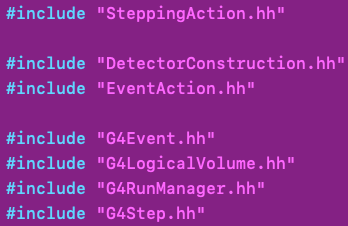 #include "SteppingAction.hh"
#include "DetectorConstruction.hh"
#include "EventAction.hh"
#include "G4Event.hh"
#include "G4LogicalVolume.hh"
#include "G4RunManager.hh"
#include "G4Step.hh"